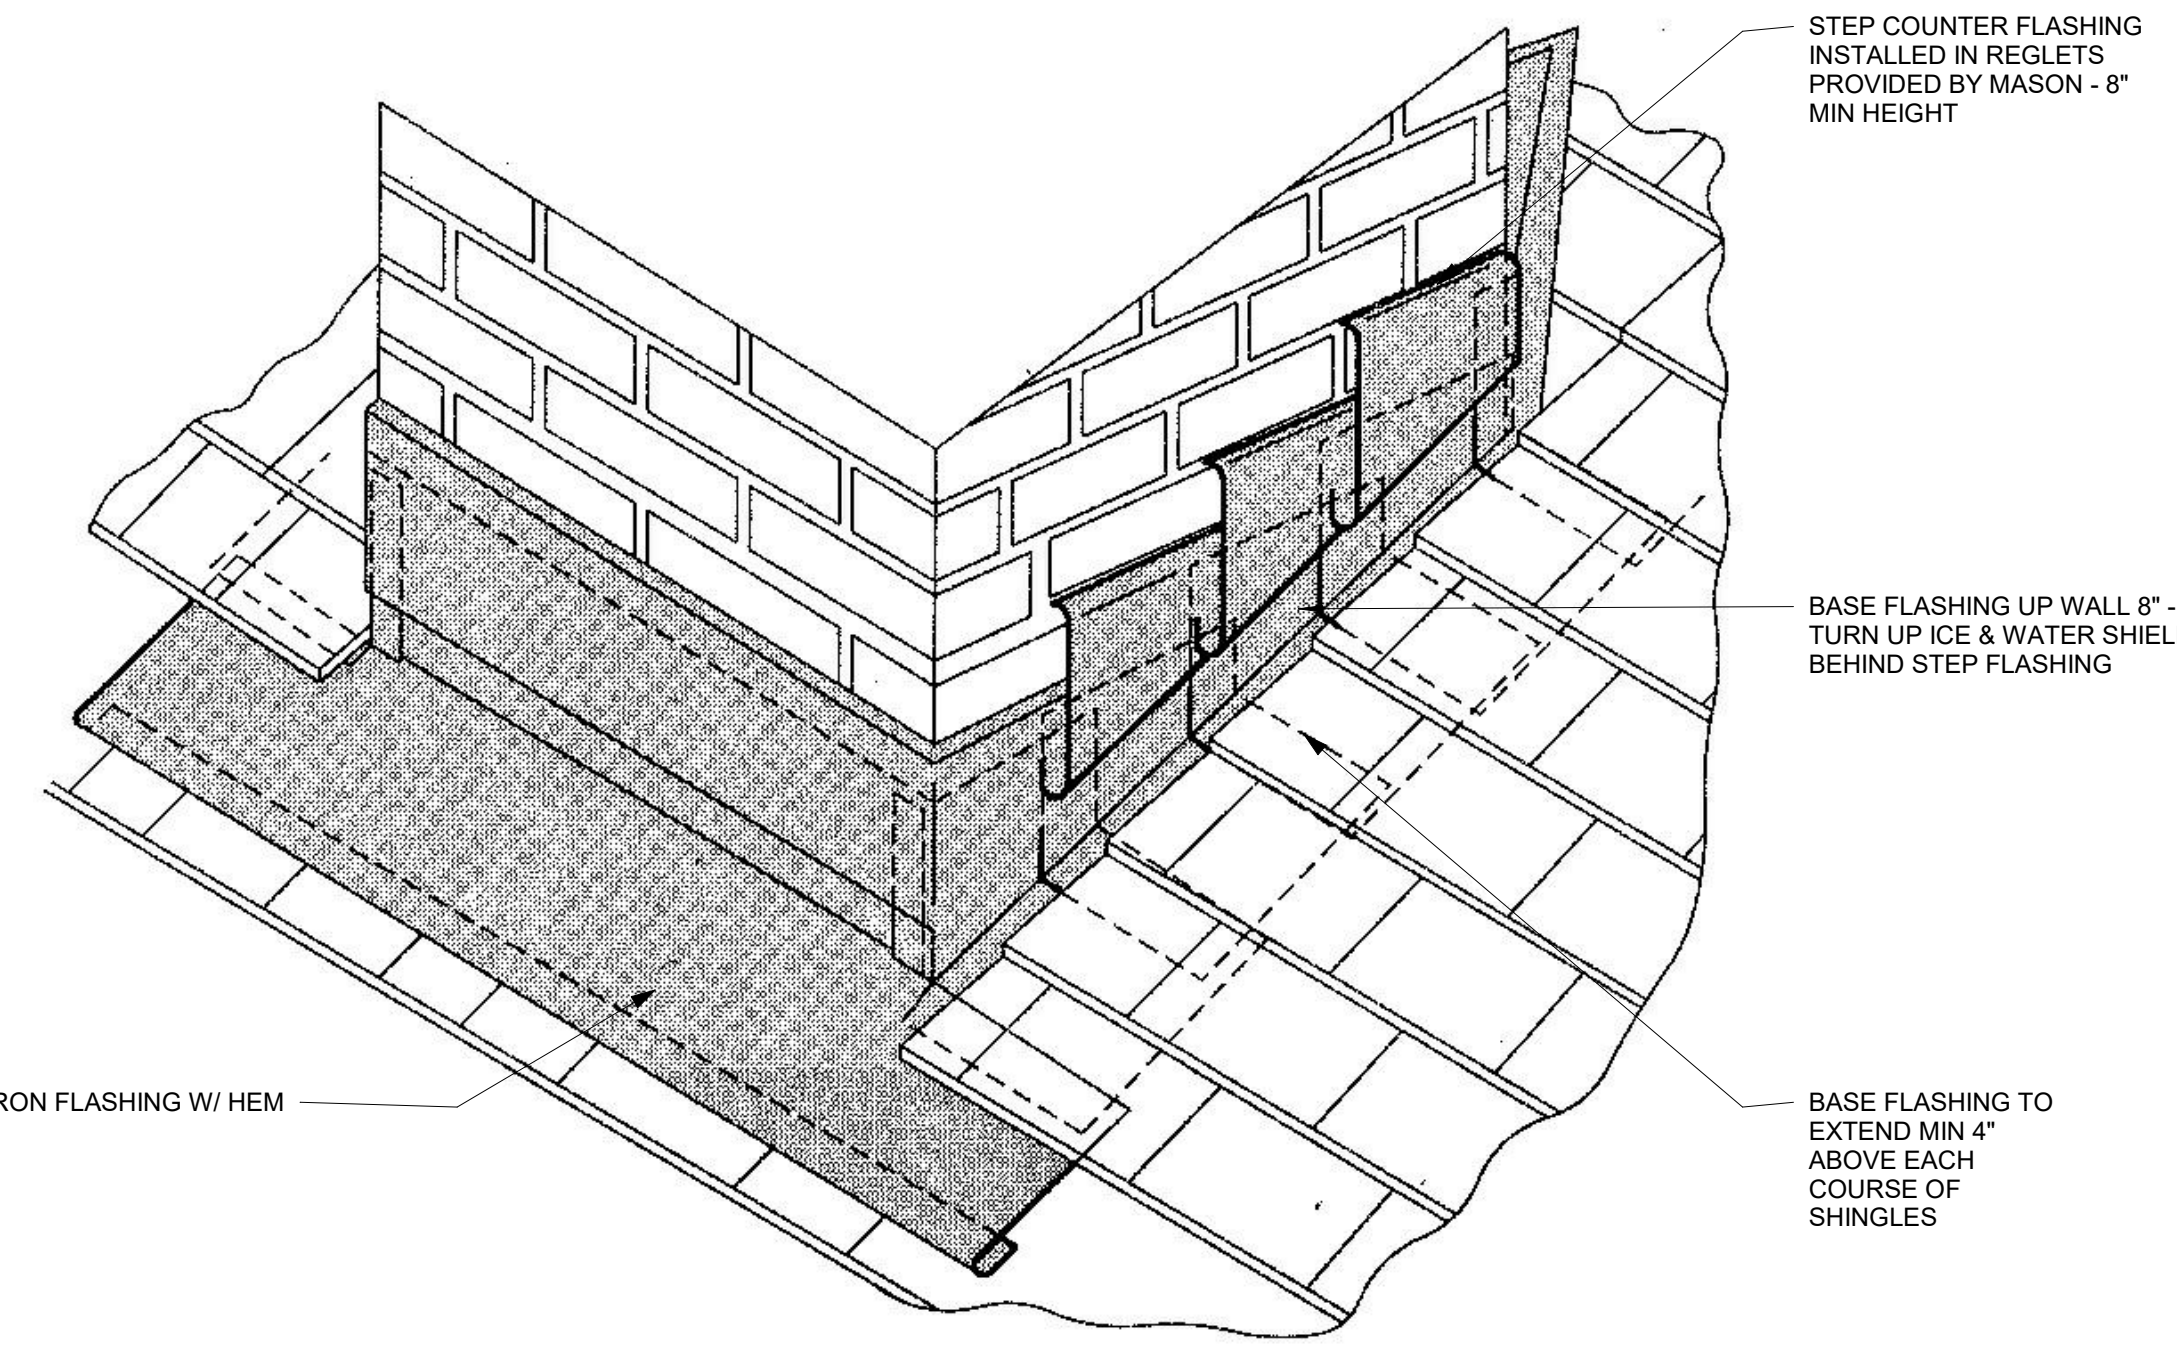 STEP COUNTER FLASHING
INSTALLED IN REGLETS
PROVIDED BY MASON - 8"
MIN HEIGHT
BASE FLASHING UP WALL 8" -
TURN UP ICE & WATER SHIEL
BEHIND STEP FLASHING
RON FLASHING W/ HEM
BASE FLASHING TO
EXTEND MIN 4"
ABOVE EACH
COURSE OF
SHINGLES